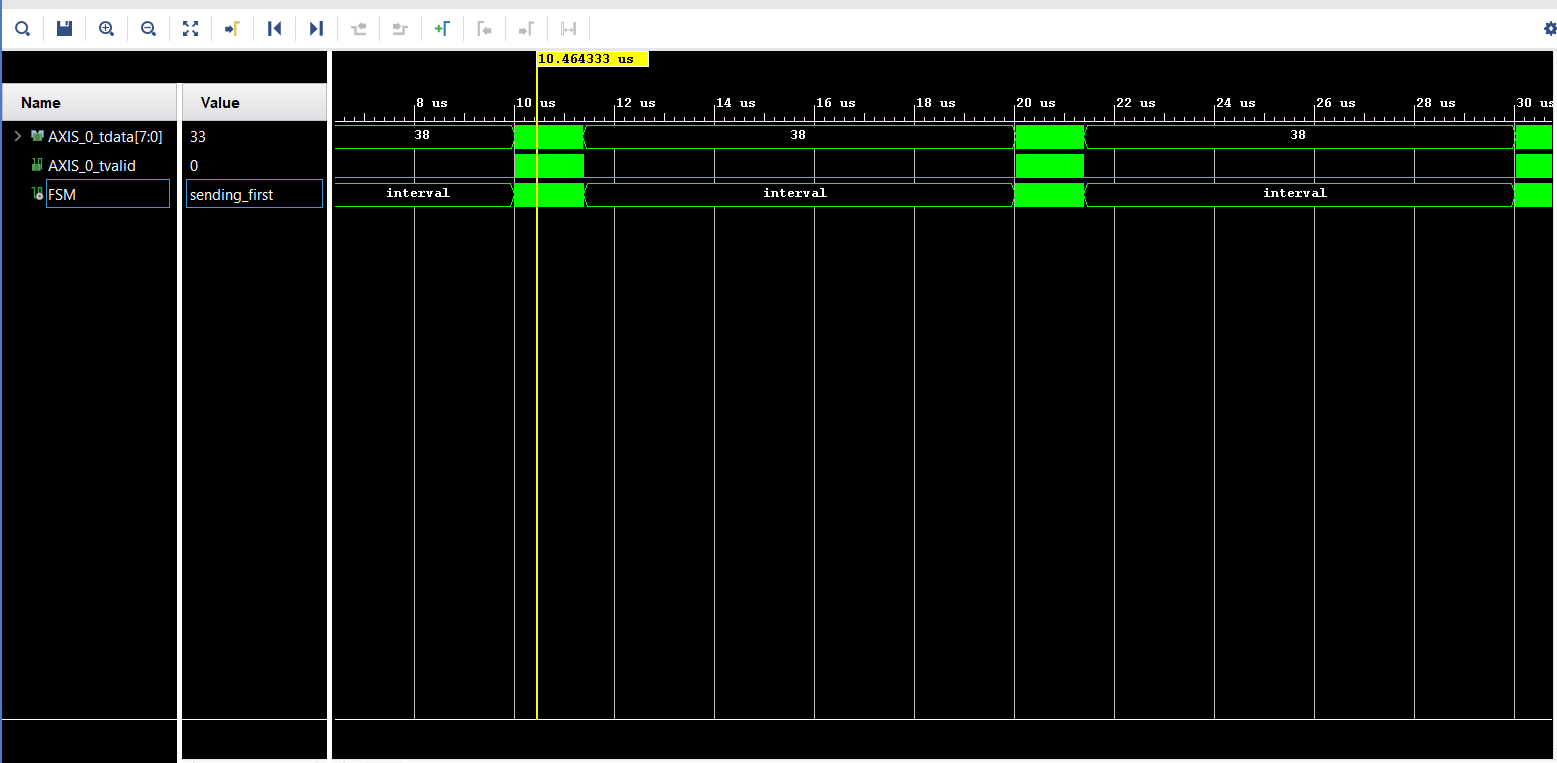 10.464333 us
Name Value
8 us 10 us 12 us 14 us 16 us 18 us 20 us 22 us 24 us 26 us 28 us 30 us
AXIS_0_tdata[7:0] 33 38 38 38
AXIS_0_tvalid 0
FSM sending_first interval interval interval